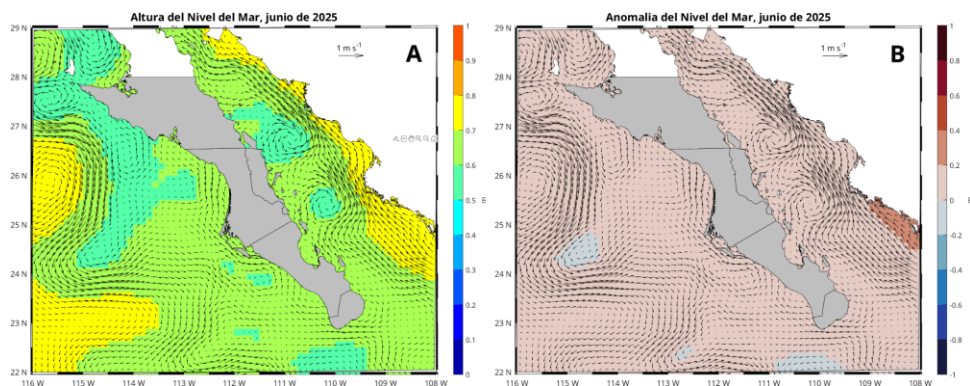 Altura del Nivel del Mar, junio de 2025
A
1 m s-1
29 N
28 N
27 N
26 N
25 N
24 N
23 N
22 N
116 W 115 W 114 W 113 W 112 W 111 W 110 W 109 W 108 W
1
0.9
0.8
0.7
0.6
0.5
0.4
0.3
0.2
0.1
0
m
Anomalia del Nivel del Mar, junio de 2025
B
1 m s-1
29 N
28 N
27 N
26 N
25 N
24 N
23 N
22 N
116 W 115 W 114 W 113 W 112 W 111 W 110 W 109 W 108 W
1
0.8
0.6
0.4
0.2
0
-0.2
-0.4
-0.6
-0.8
-1
m